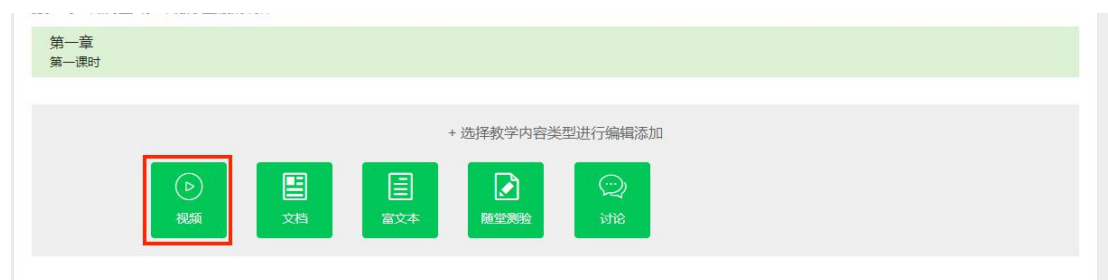 第一章
第一课时
+ 选择教学内容类型进行编辑添加
视频
文档
富文本
随堂测验
讨论